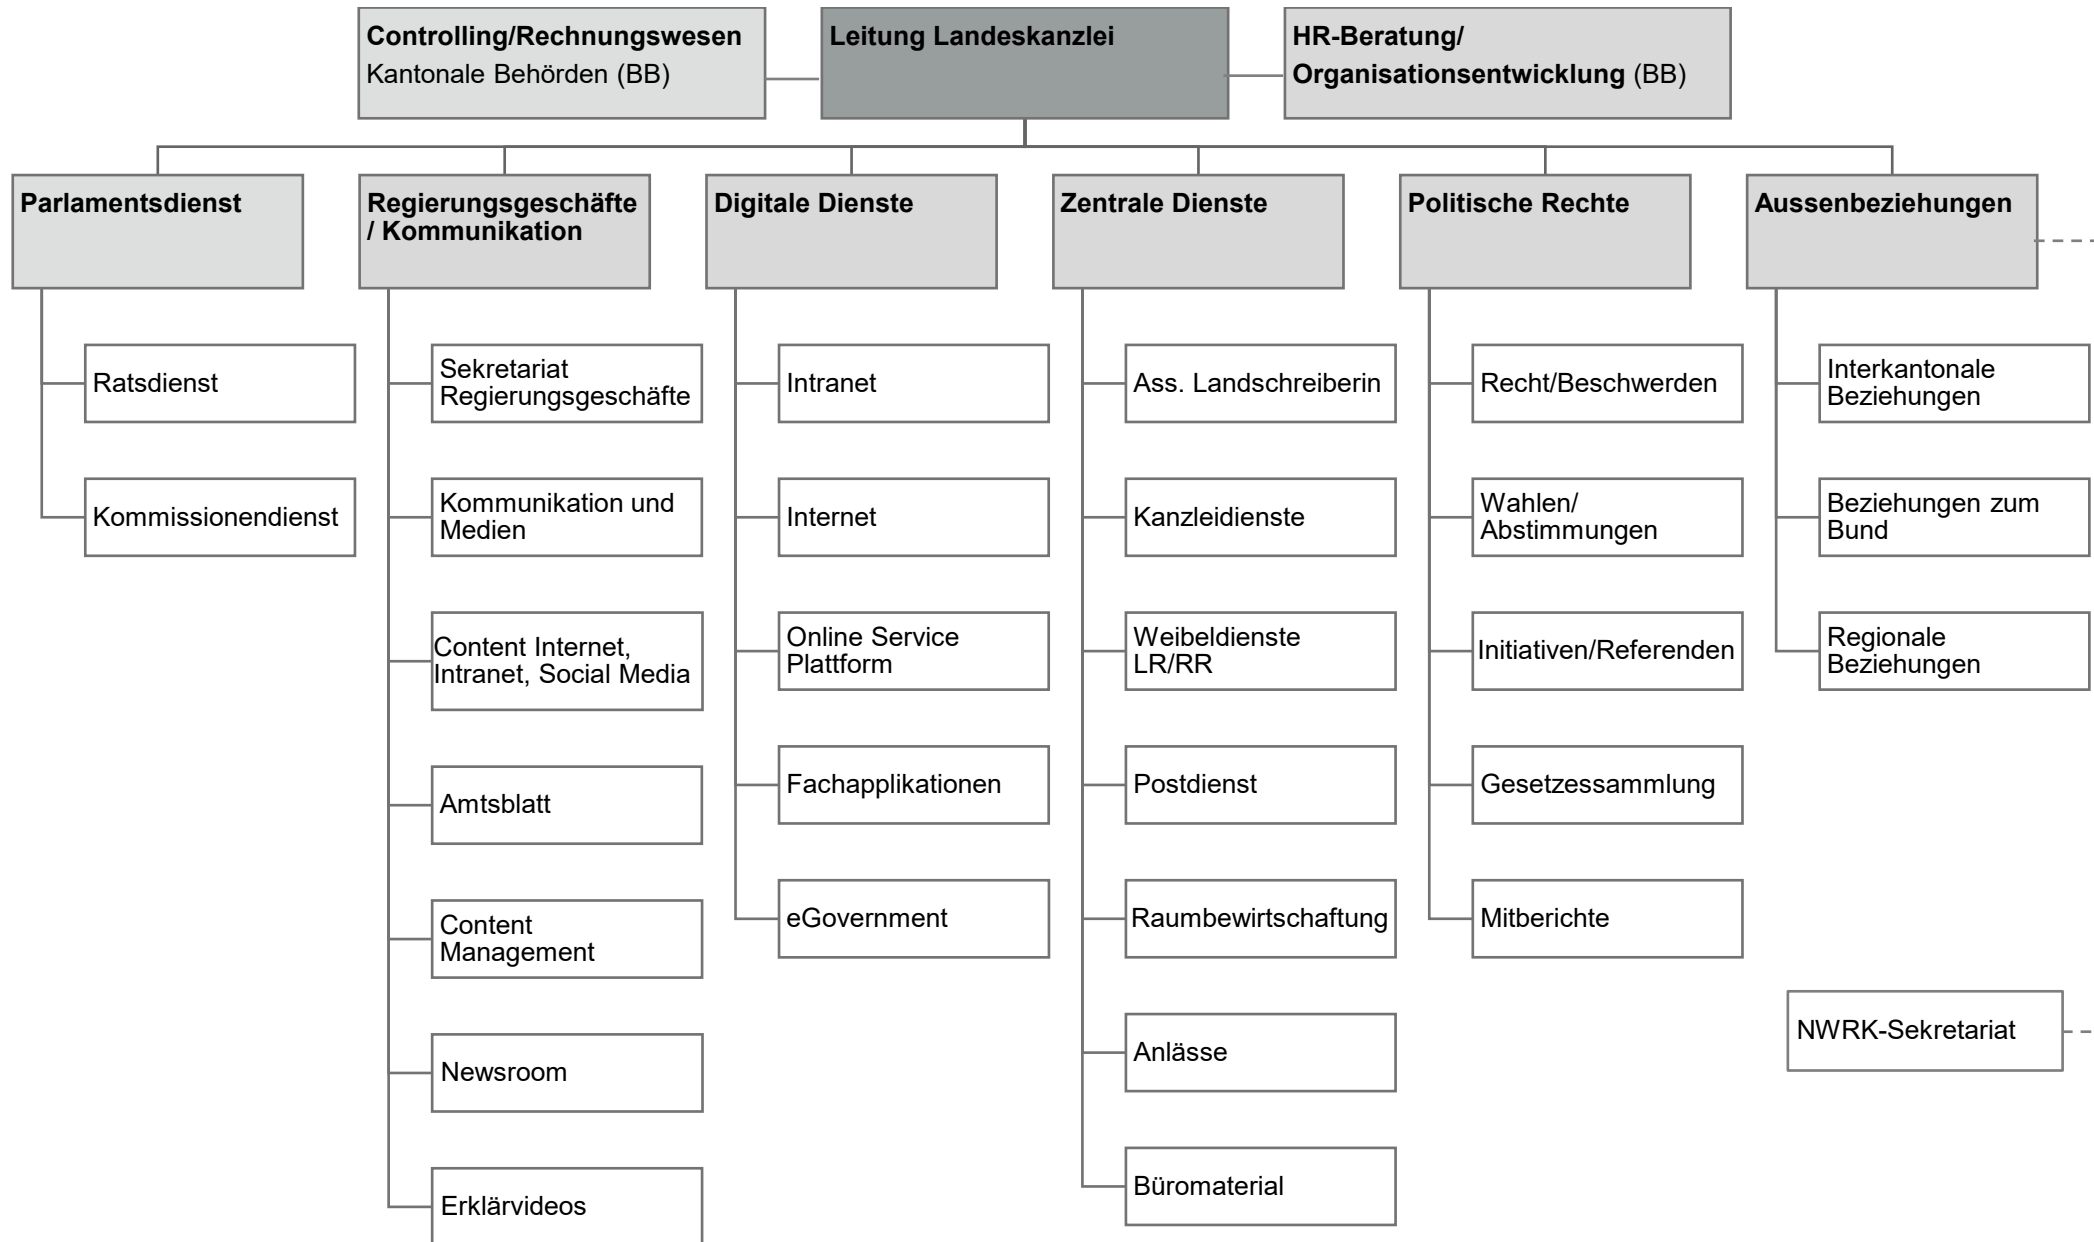 Controlling/Rechnungswesen
Kantonale Behörden (BB)
Leitung Landeskanzlei
HR-Beratung/
Organisationsentwicklung (BB)
Parlamentsdienst
Regierungsgeschäfte
/ Kommunikation
Digitale Dienste
Zentrale Dienste
Politische Rechte
Aussenbeziehungen
Ratsdienst
Kommissionendienst
Sekretariat
Regierungsgeschäfte
Kommunikation und
Medien
Content Internet,
Intranet, Social Media
Amtsblatt
Content
Management
Newsroom
Erklärvideos
Intranet
Internet
Online Service
Plattform
Fachapplikationen
eGovernment
Ass. Landschreiberin
Kanzleidienste
Weibeldienste
LR/RR
Postdienst
Raumbewirtschaftung
Anlässe
Büromaterial
Recht/Beschwerden
Wahlen/
Abstimmungen
Initiativen/Referenden
Gesetzessammlung
Mitberichte
Interkantonale
Beziehungen
Beziehungen zum
Bund
Regionale
Beziehungen
NWRK-Sekretariat